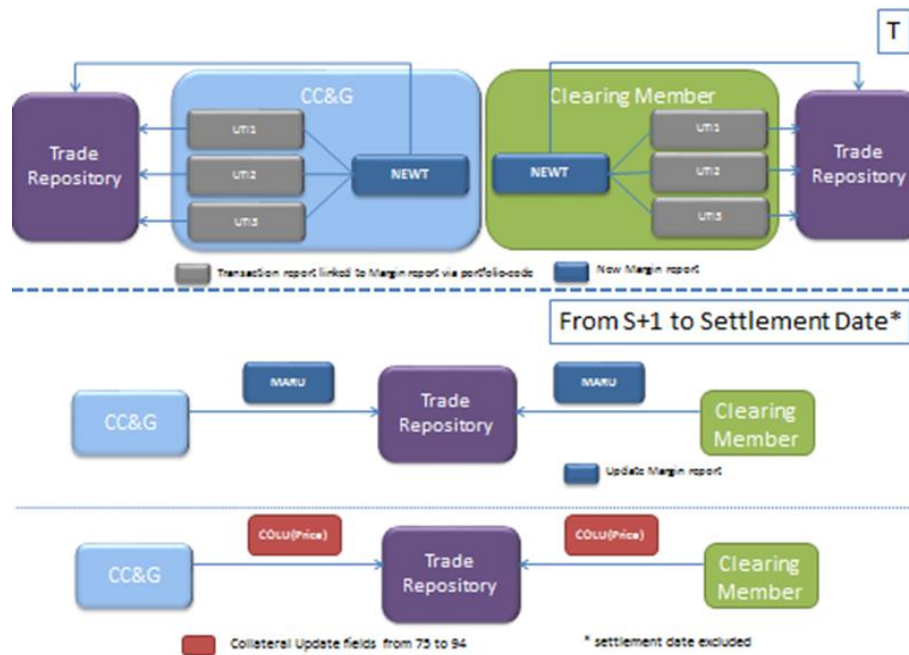 T
CC&G
Clearing Member
Trade
Repository
UTI1
UTI2
UTI3
NEWT
NEWT
UTI1
UTI2
UTI3
Trade
Repository
Transaction report linked to Margin report via portfolio-code
New Margin report
From S+1 to Settlement Date*
MARU
MARU
CC&G
Trade
Repository
Clearing
Member
Update Margin report
COLU(Price)
COLU(Price)
CC&G
Trade
Repository
Clearing
Member
Collateral Update fields from 75 to 94
* settlement date excluded